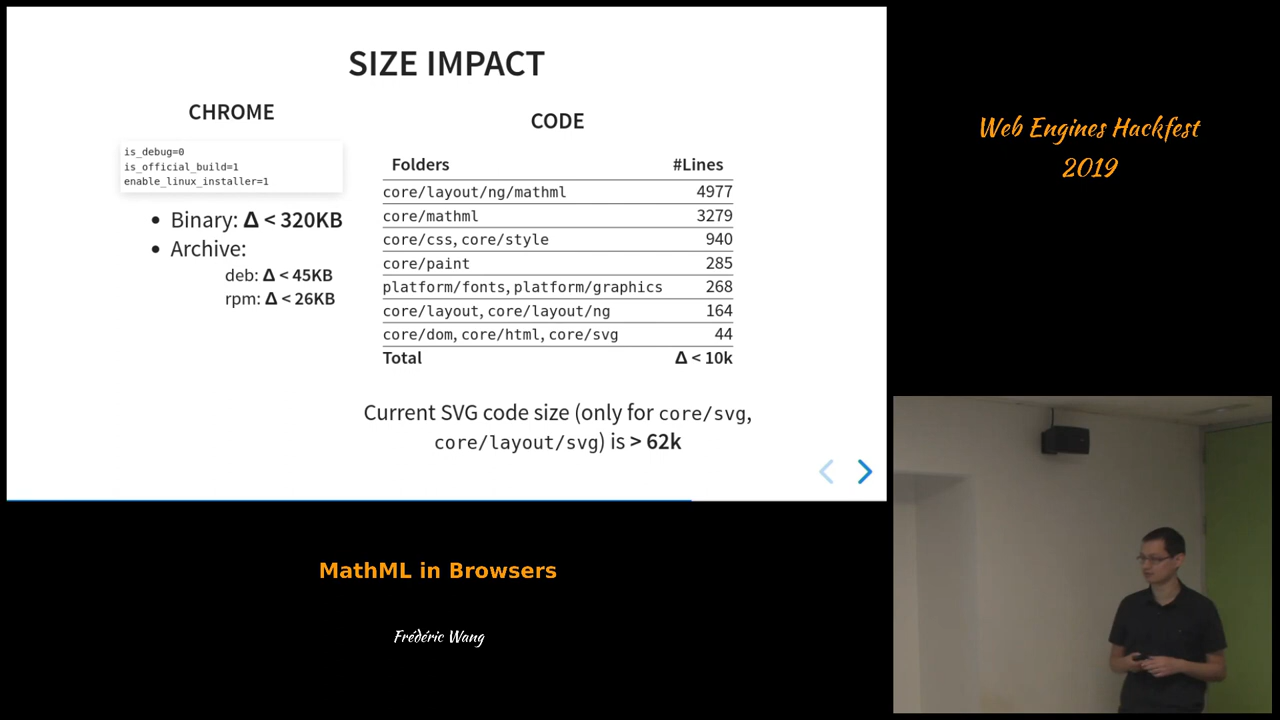 SIZE IMPACT
CHROME
is_debug=0
is_official_build=1
enable_linux_installer=1
• Binary: Δ < 320KB
• Archive:
deb: Δ < 45KB
rpm: Δ < 26KB
CODE
Folders #Lines
core/layout/ng/mathml 4977
core/mathml 3279
core/css, core/style 940
core/paint 285
platform/fonts, platform/graphics 268
core/layout, core/layout/ng 164
core/dom, core/html, core/svg 44
Total Δ < 10k
Current SVG code size (only for core/svg,
core/layout/svg) is > 62k
Web Engines Hackfest
2019
MathML in Browsers
Frédéric Wang